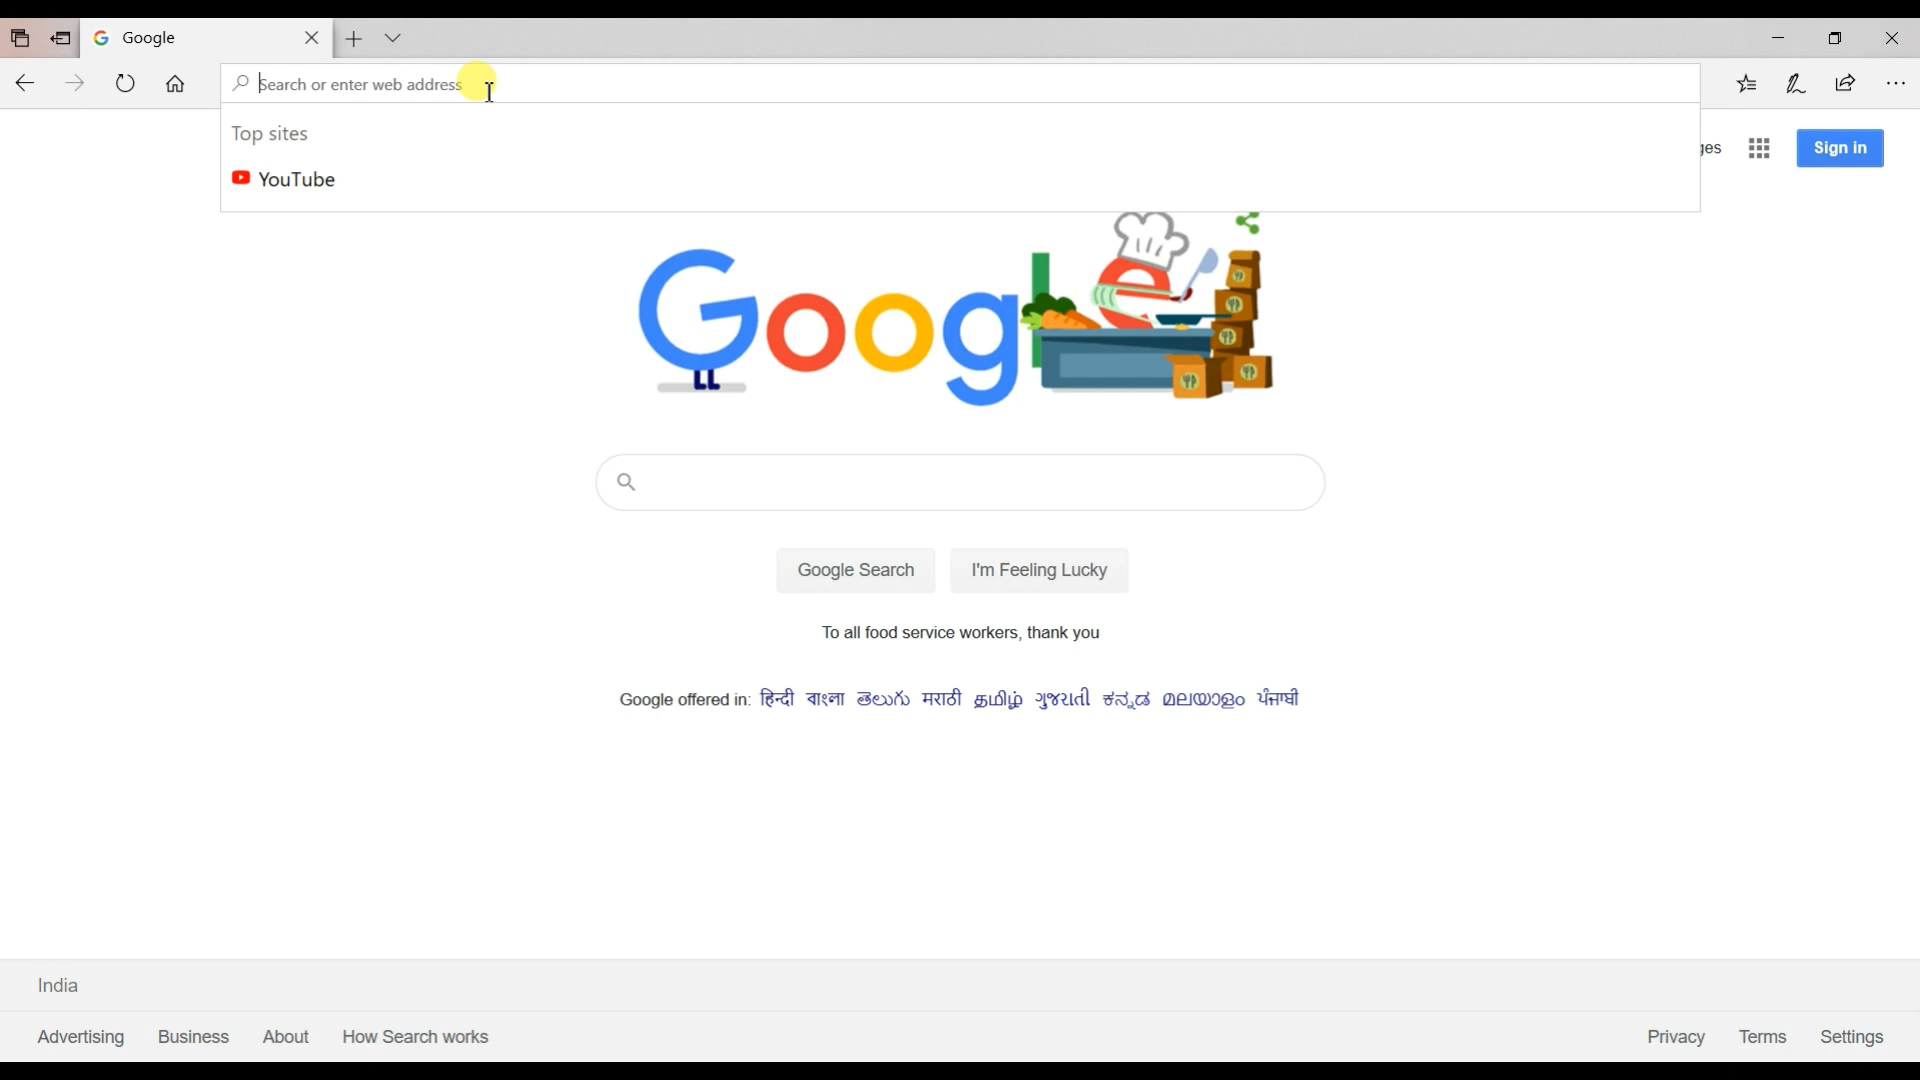 Google
Search or enter web address
Top sites
YouTube
Sign in
Google
Google Search I'm Feeling Lucky
To all food service workers, thank you
Google offered in: हिन्दी বাংলা తెలుగు मराठी தமிழ் ગુજરાતી ಕನ್ನಡ മലയാളം ਪੰਜਾਬੀ
India
Advertising Business About How Search works Privacy Terms Settings